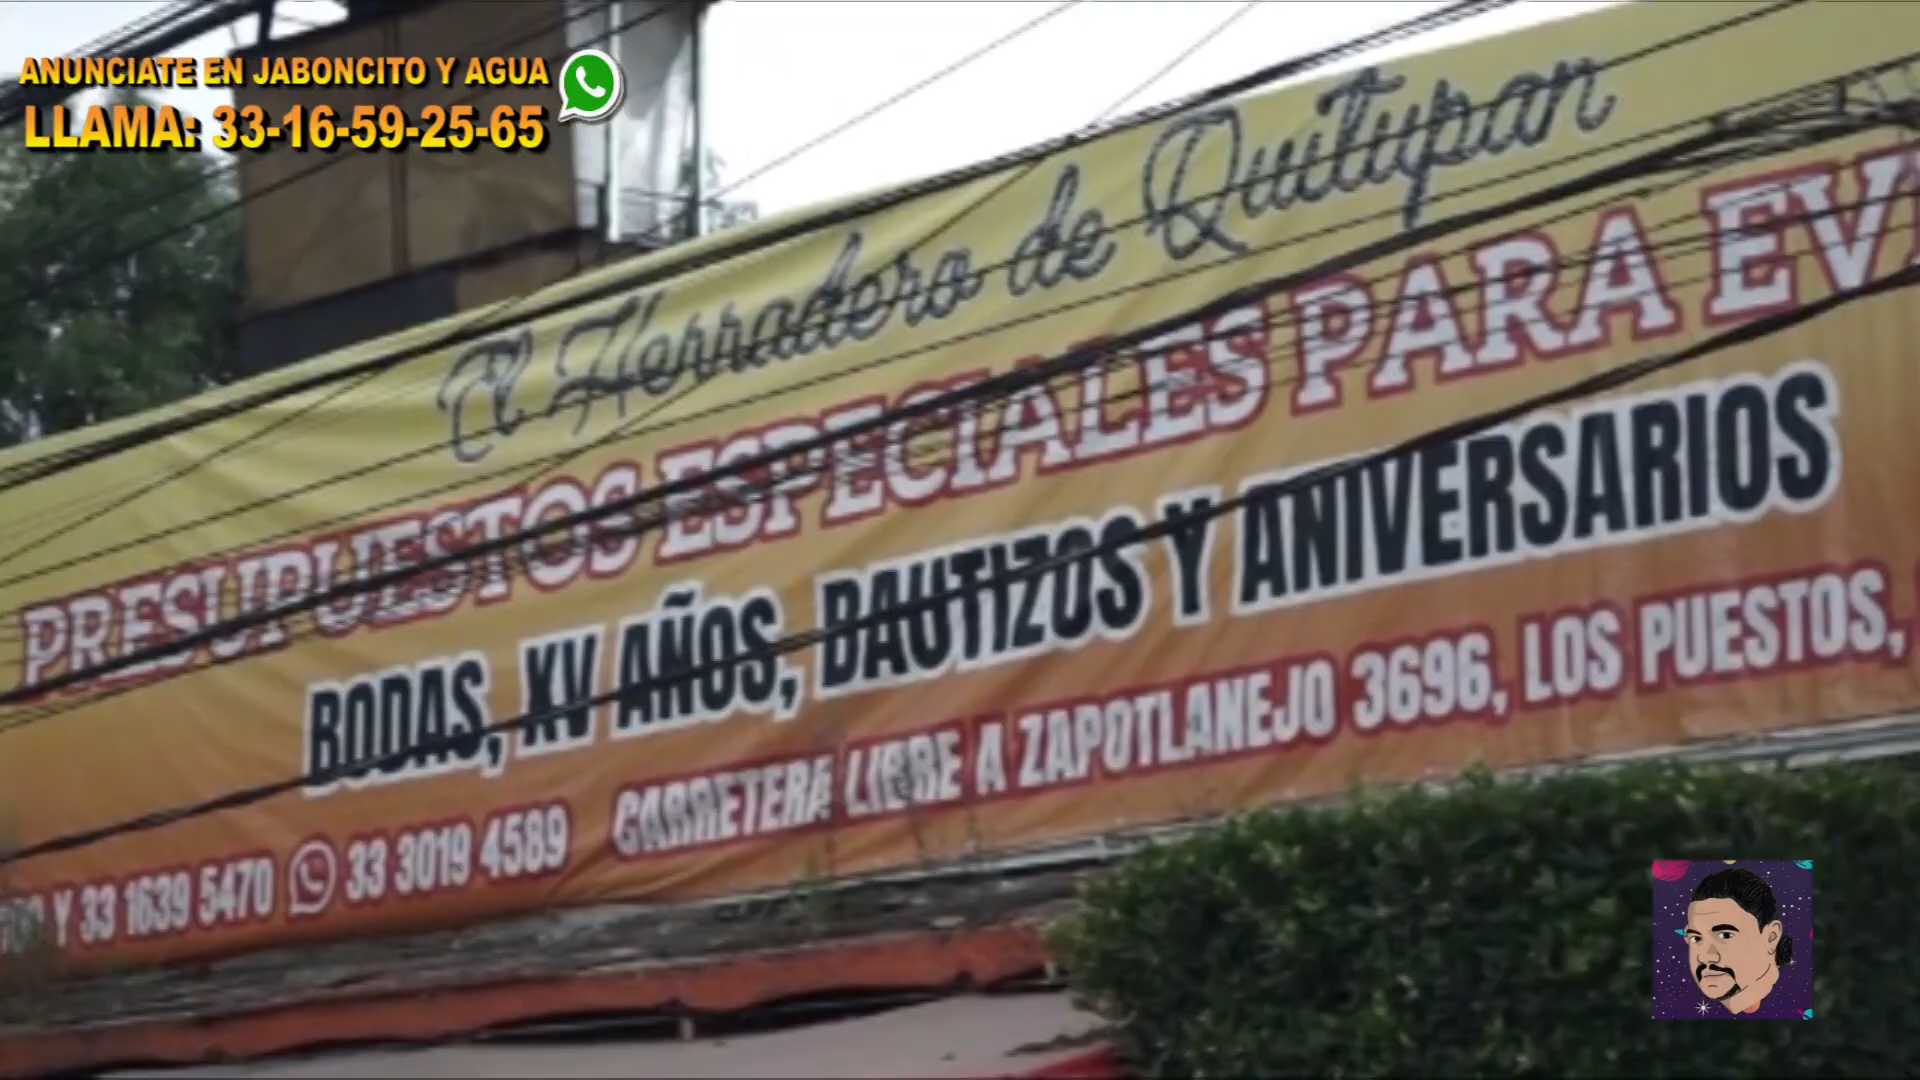 ANUNCIATE EN JABONCITO Y AGUA
LLAMA: 33-16-59-25-65
El Herradero de Quitupan
PRESUPUESTOS ESPECIALES PARA
BODAS, XV AÑOS, BAUTIZOS Y ANIVERSARIOS
Y 33 1639 5470 33 3019 4589 CARRETERA LIBRE A ZAPOTLANEJO 3696, LOS PUESTOS,